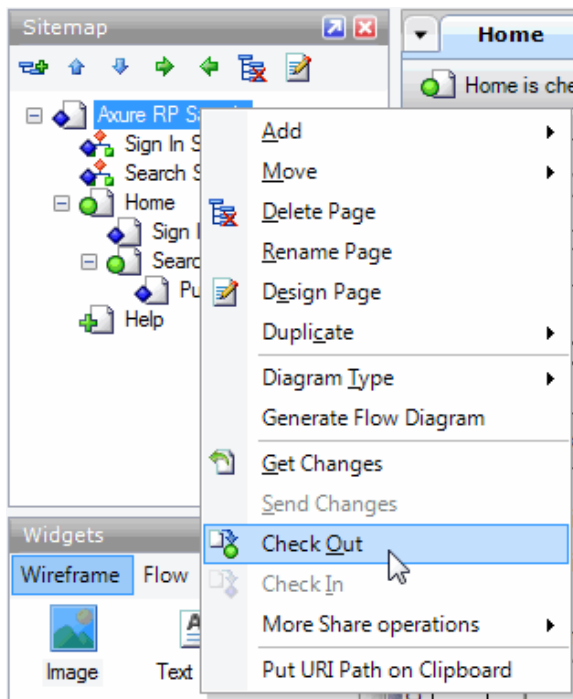 Sitemap
Home
Home is che
Axure RP
Sign In S
Search S
Home
Sign I
Searc
Pu
Help
Add
Move
Delete Page
Rename Page
Design Page
Duplicate
Diagram Type
Generate Flow Diagram
Get Changes
Send Changes
Check Out
Check In
More Share operations
Put URI Path on Clipboard
Widgets
Wireframe Flow
Image Text